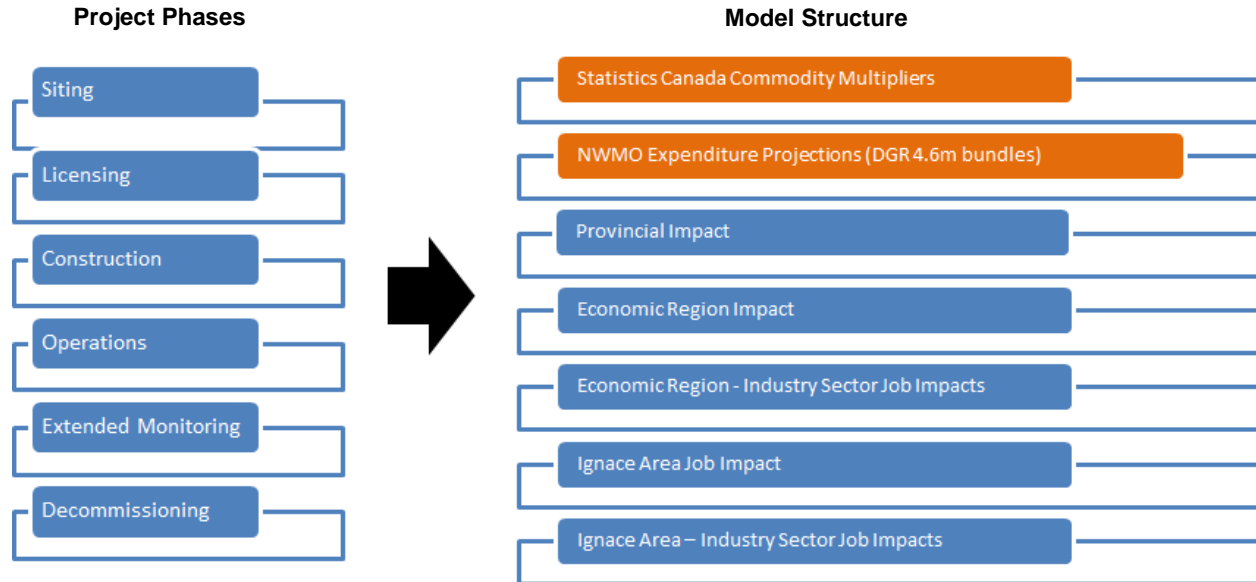 Project Phases
Siting
Licensing
Construction
Operations
Extended Monitoring
Decommissioning
Model Structure
Statistics Canada Commodity Multipliers
NWMO Expenditure Projections (DGR 4.6m bundles)
Provincial Impact
Economic Region Impact
Economic Region - Industry Sector Job Impacts
Ignace Area Job Impact
Ignace Area – Industry Sector Job Impacts